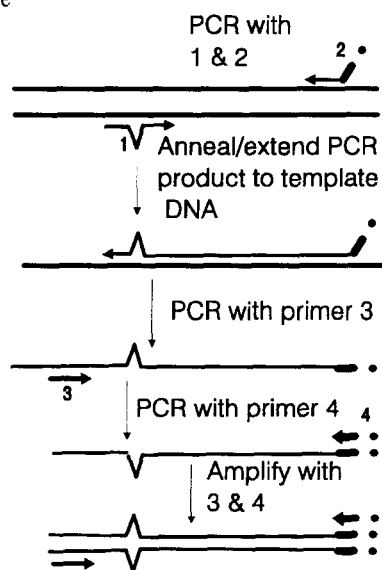 e
PCR with
1 & 2
2
1
Anneal/extend PCR
product to template
DNA
PCR with primer 3
3
PCR with primer 4
4
Amplify with
3 & 4